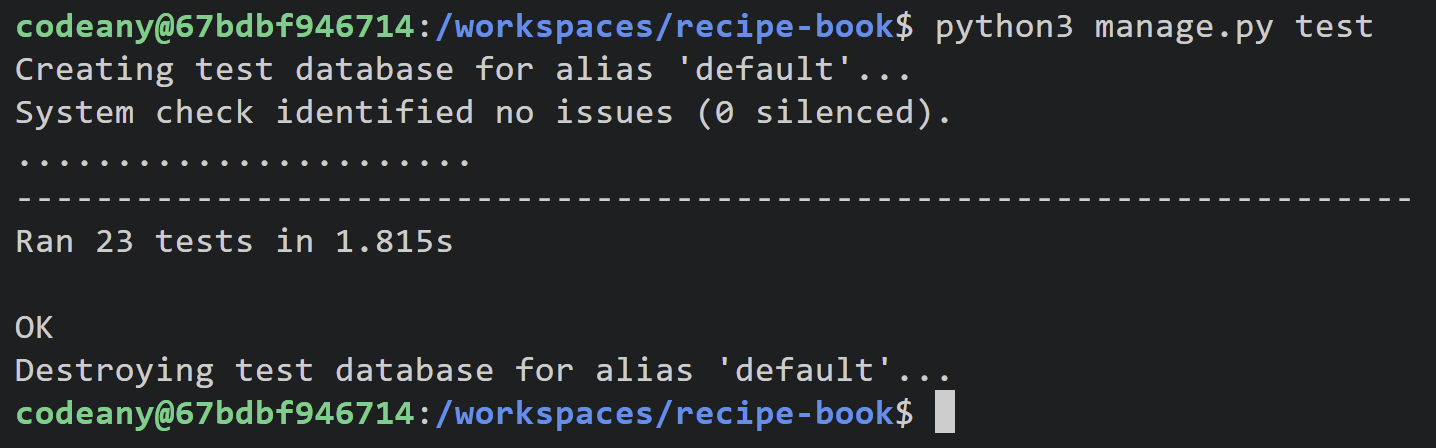 codeany@67bdbf946714:/workspaces/recipe-book$ python3 manage.py test
Creating test database for alias 'default'...
System check identified no issues (0 silenced).
.......................
----------------------------------------------------------------------
Ran 23 tests in 1.815s

OK
Destroying test database for alias 'default'...
codeany@67bdbf946714:/workspaces/recipe-book$